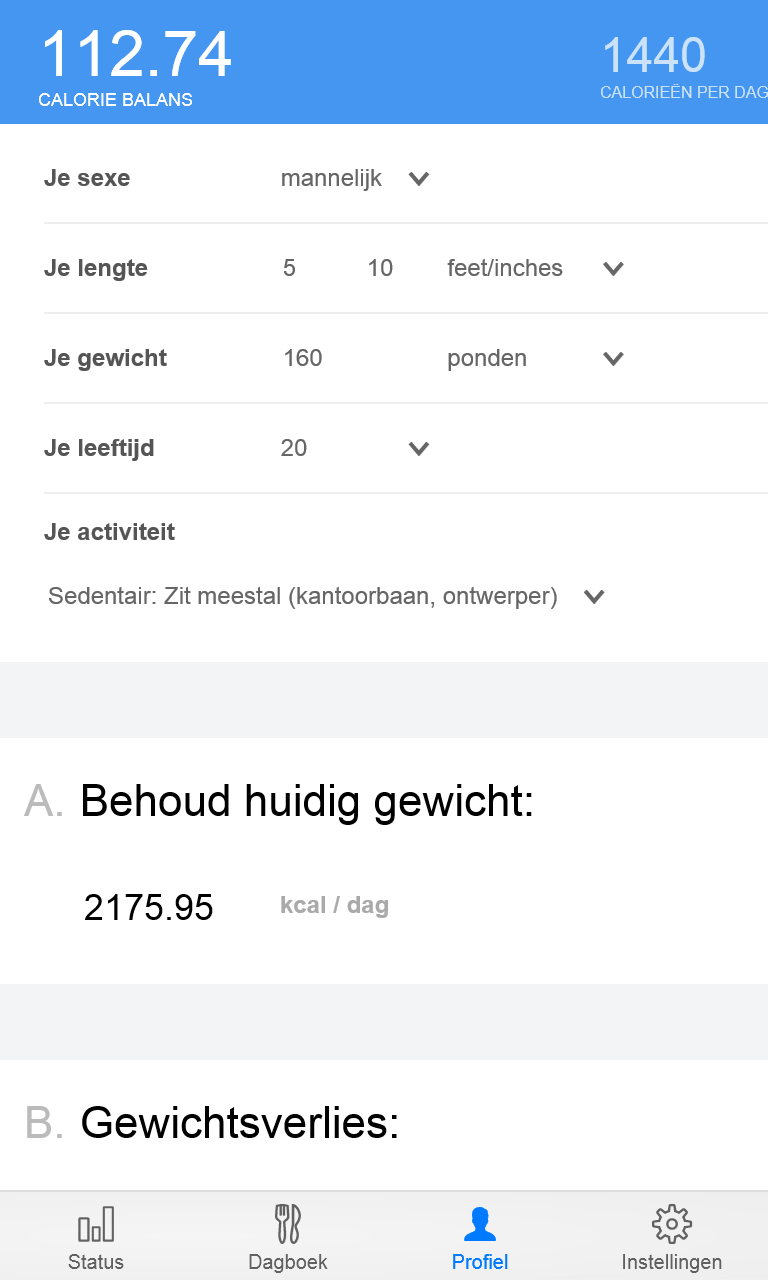 112.74
CALORIE BALANS
1440
CALORIEËN PER DAG
Je sexe mannelijk
Je lengte 5 10 feet/inches
Je gewicht 160 ponden
Je leeftijd 20
Je activiteit
Sedentair: Zit meestal (kantoorbaan, ontwerper)
A. Behoud huidig gewicht:
2175.95 kcal / dag
B. Gewichtsverlies:
Status Dagboek Profiel Instellingen